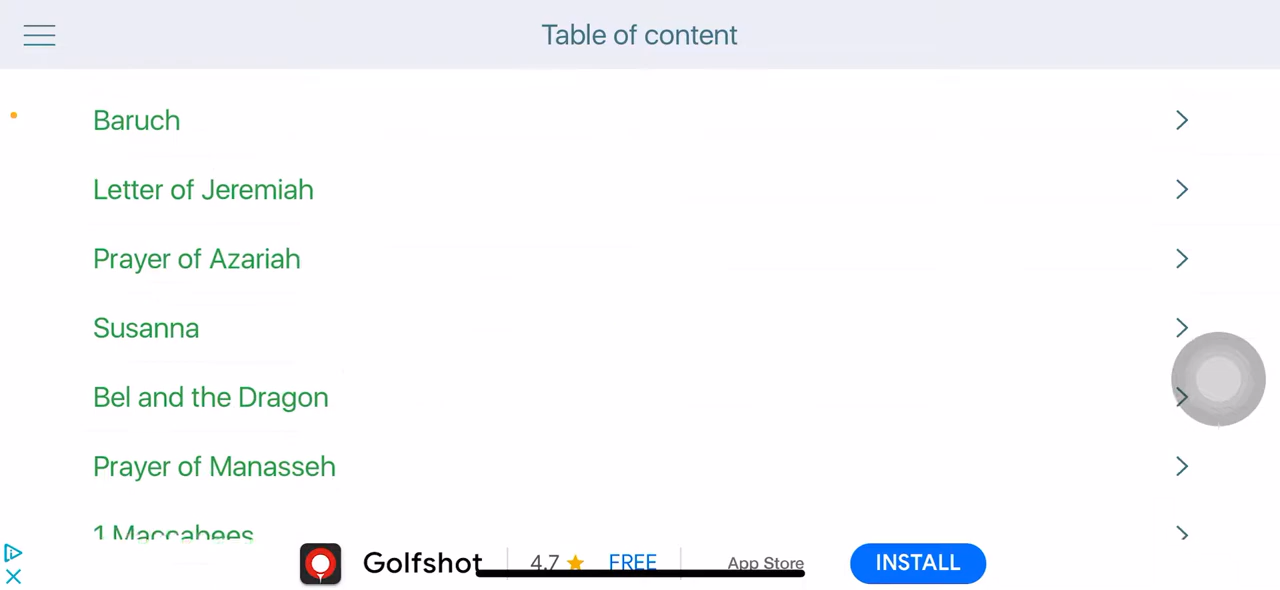 Table of content
Baruch
Letter of Jeremiah
Prayer of Azariah
Susanna
Bel and the Dragon
Prayer of Manasseh
1 Maccabees
Golfshot 4.7 FREE App Store INSTALL